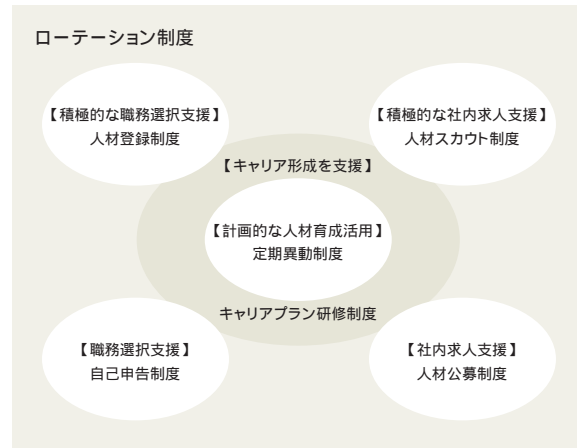 ローテーション制度
【積極的な職務選択支援】
人材登録制度
【積極的な社内求人支援】
人材スカウト制度
【キャリア形成を支援】
【計画的な人材育成活用】
定期異動制度
キャリアプラン研修制度
【職務選択支援】
自己申告制度
【社内求人支援】
人材公募制度